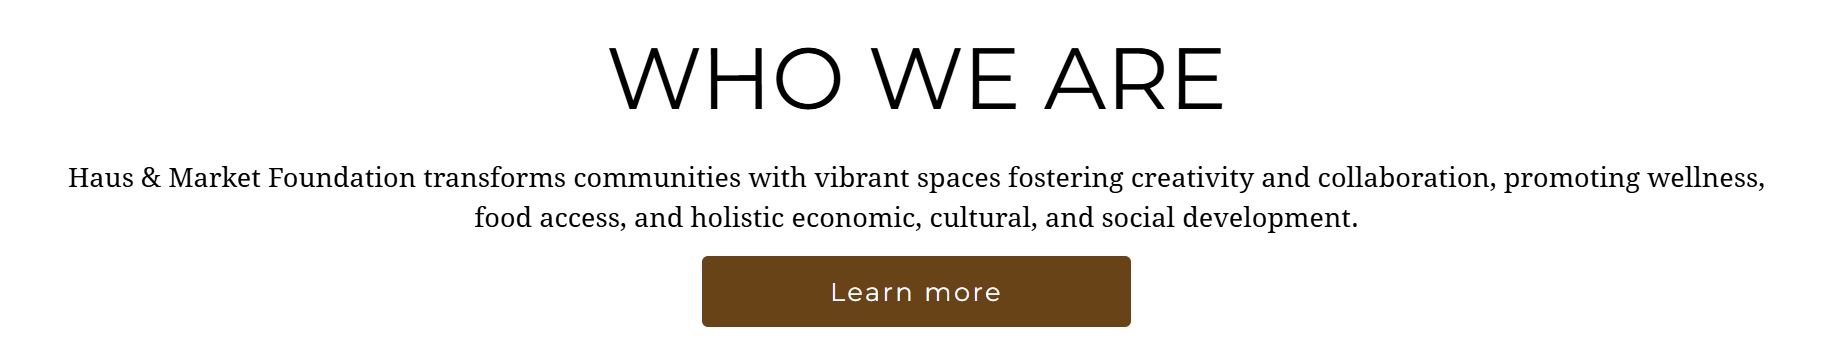 WHO WE ARE
Haus & Market Foundation transforms communities with vibrant spaces fostering creativity and collaboration, promoting wellness,
food access, and holistic economic, cultural, and social development.
Learn more